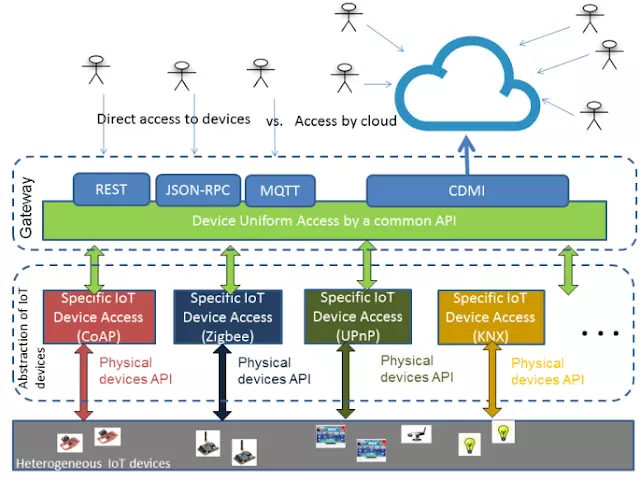 Direct access to devices vs. Access by cloud
Gateway
REST
JSON-RPC
MQTT
CDMI
Device Uniform Access by a common API
Abstraction of IoT
devices
Specific IoT
Device Access
(CoAP)
Specific IoT
Device Access
(Zigbee)
Specific IoT
Device Access
(UPnP)
Specific IoT
Device Access
(KNX)
...
Physical
devices API
Physical
devices API
Physical
devices API
Physical
devices API
Heterogeneous IoT devices